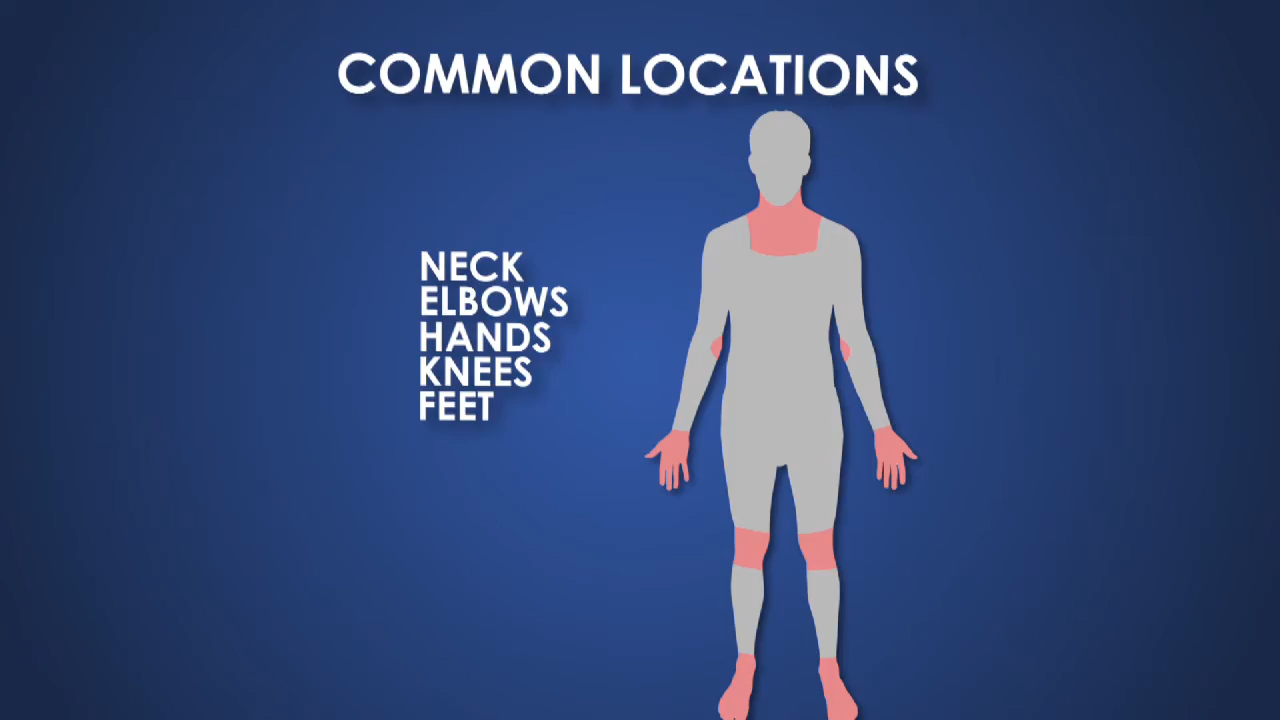 COMMON LOCATIONS
NECK
ELBOWS
HANDS
KNEES
FEET